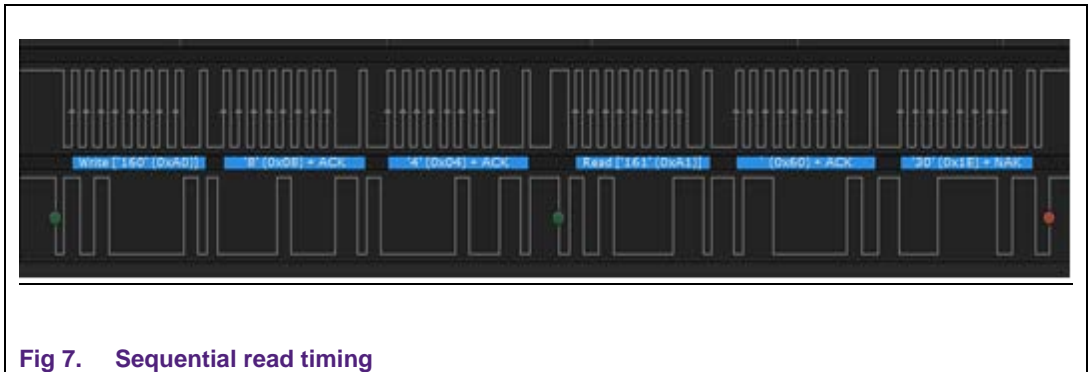 Write ['160' (0xA0)] '8' (0x08) + ACK '4' (0x04) + ACK Read ['161' (0xA1)] ` (0x60) + ACK '30' (0x1E) + NAK
Fig 7. Sequential read timing